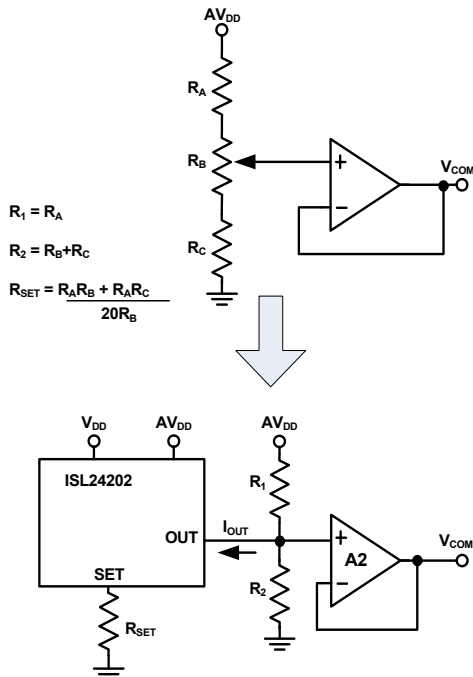 AVDD
RA
RB
+
−
VCOM
RC
R1 = RA
R2 = RB+RC
RSET = RARB + RARC
20RB
VDD
AVDD
AVDD
ISL24202
R1
OUT
IOUT
+
−
A2
VCOM
SET
R2
RSET